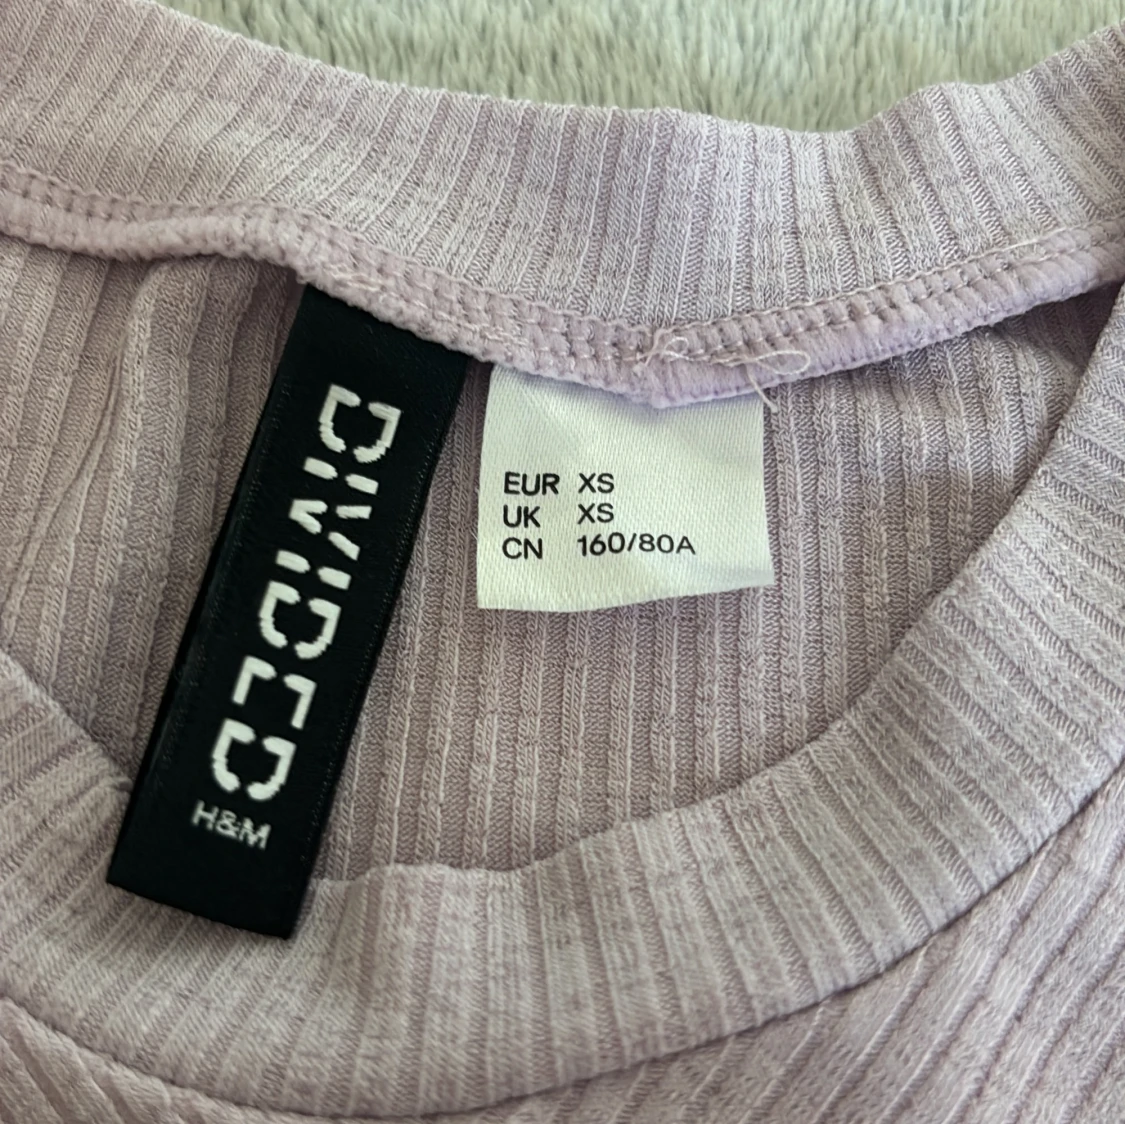 DIVIDED
H&M
EUR XS
UK XS
CN 160/80A